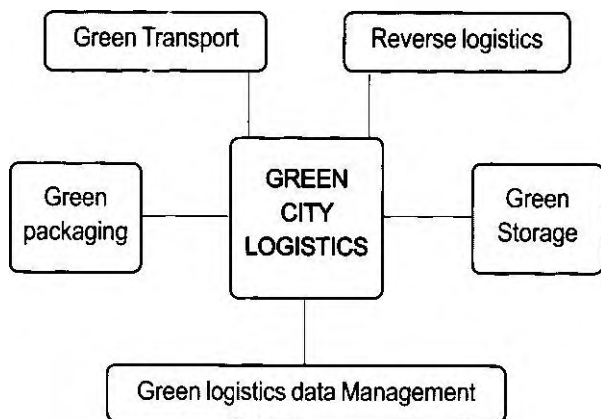 Green Transport
Reverse logistics
GREEN
CITY
LOGISTICS
Green
packaging
Green
Storage
Green logistics data Management